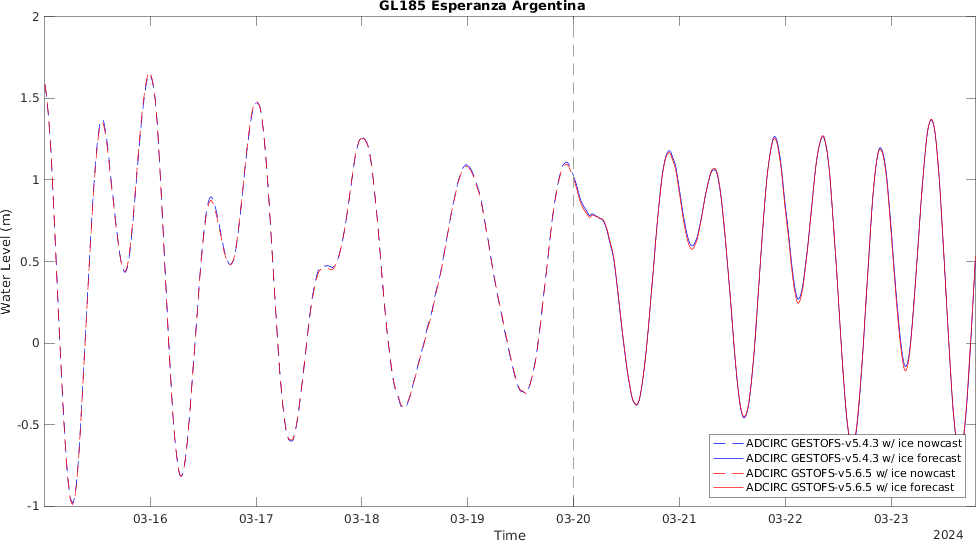 GL185 Esperanza Argentina
2
1.5
1
0.5
0
-0.5
-1
Water Level (m)
03-16 03-17 03-18 03-19 03-20 03-21 03-22 03-23
Time
2024
ADCIRC GESTOFS-v5.4.3 w/ ice nowcast
ADCIRC GESTOFS-v5.4.3 w/ ice forecast
ADCIRC GSTOFS-v5.6.5 w/ ice nowcast
ADCIRC GSTOFS-v5.6.5 w/ ice forecast